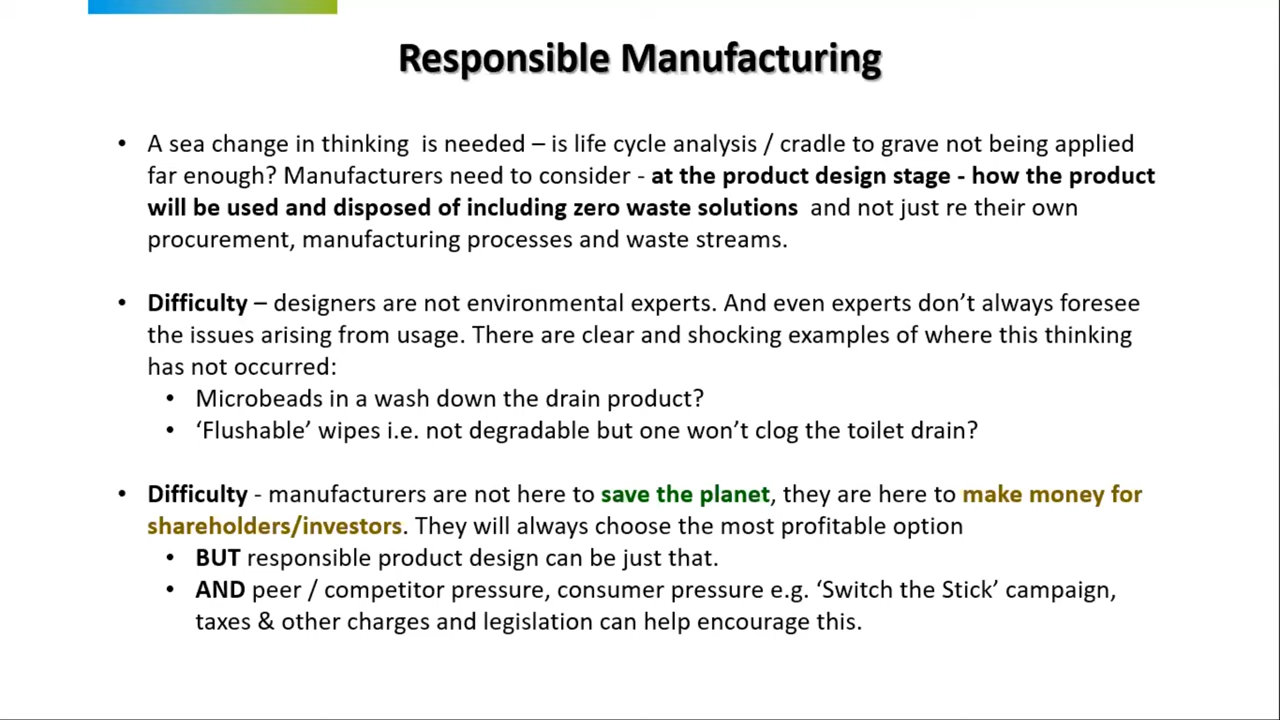 Responsible Manufacturing
• A sea change in thinking  is needed – is life cycle analysis / cradle to grave not being applied
far enough? Manufacturers need to consider - at the product design stage - how the product
will be used and disposed of including zero waste solutions  and not just re their own
procurement, manufacturing processes and waste streams.
• Difficulty – designers are not environmental experts. And even experts don’t always foresee
the issues arising from usage. There are clear and shocking examples of where this thinking
has not occurred:
• Microbeads in a wash down the drain product?
• ‘Flushable’ wipes i.e. not degradable but one won’t clog the toilet drain?
• Difficulty - manufacturers are not here to save the planet, they are here to make money for
shareholders/investors. They will always choose the most profitable option
• BUT responsible product design can be just that.
• AND peer / competitor pressure, consumer pressure e.g. ‘Switch the Stick’ campaign,
taxes & other charges and legislation can help encourage this.